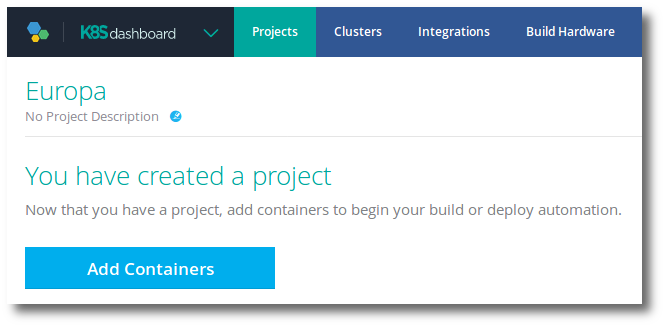 K8S dashboard Projects Clusters Integrations Build Hardware
Europa
No Project Description
You have created a project
Now that you have a project, add containers to begin your build or deploy automation.
Add Containers